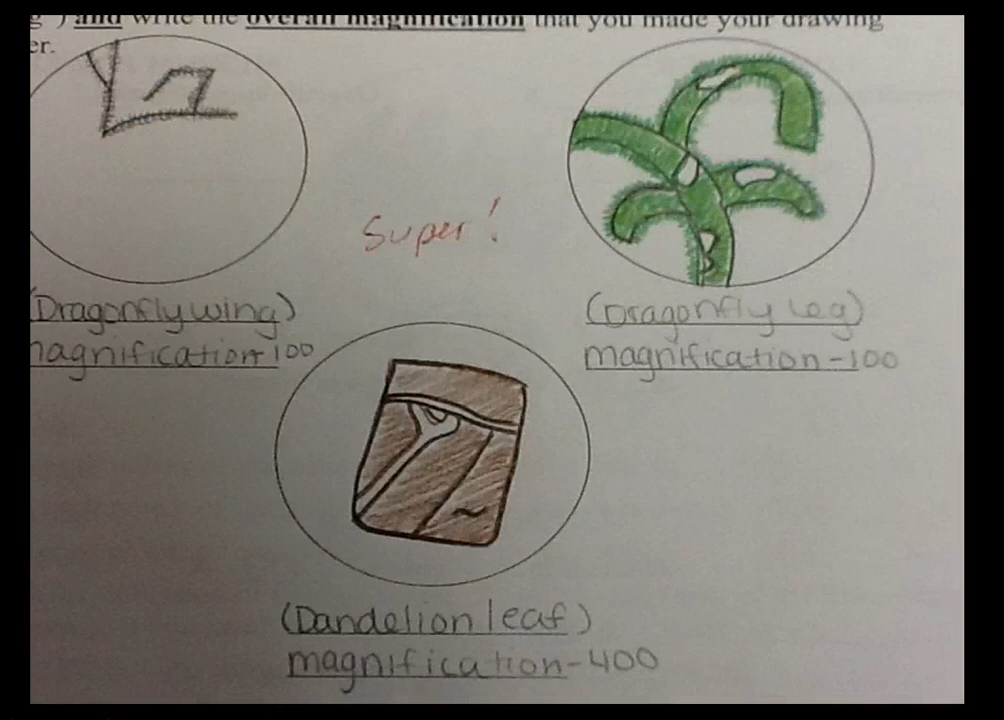 g ) and write the overall magnification that you made your drawing
er.
Super!
(Dragonfly wing)
magnification-100
(Dragonfly Leg)
magnification-100
(Dandelion leaf)
magnification-400